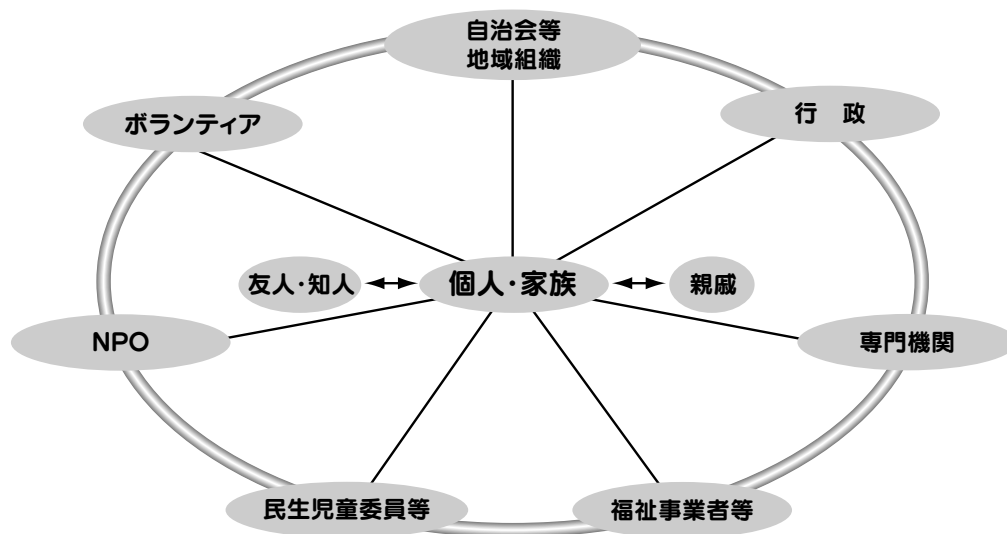 自治会等
地域組織
ボランティア
行　政
友人・知人
個人・家族
親戚
NPO
専門機関
民生児童委員等
福祉事業者等